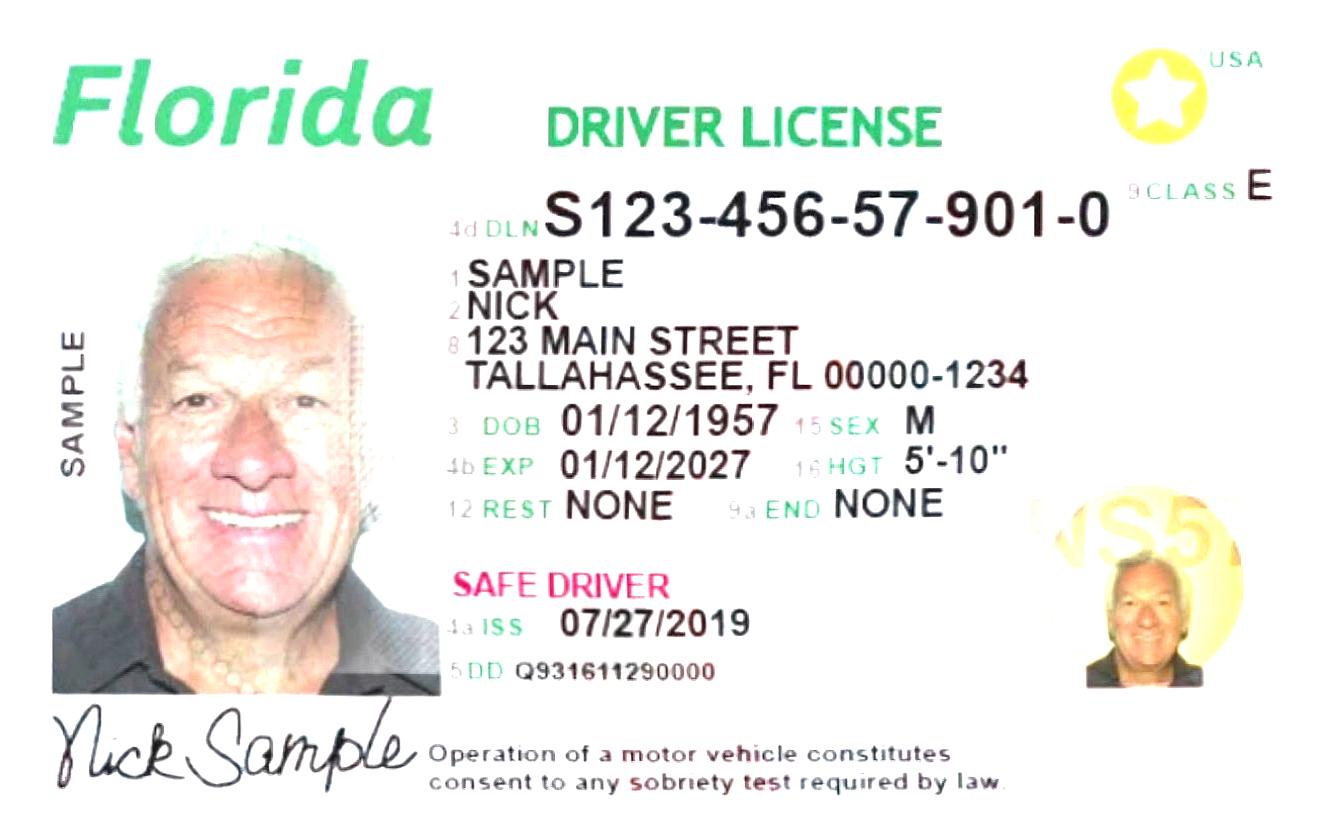 Florida
DRIVER LICENSE
USA
9 CLASS E
4d DLN S123-456-57-901-0
1 SAMPLE
2 NICK
8 123 MAIN STREET
TALLAHASSEE, FL 00000-1234
3 DOB 01/12/1957 15 SEX M
4b EXP 01/12/2027 16 HGT 5'-10"
12 REST NONE 9a END NONE
SAFE DRIVER
4a ISS 07/27/2019
5 DD Q931611290000
SAMPLE
Nick Sample
Operation of a motor vehicle constitutes
consent to any sobriety test required by law.